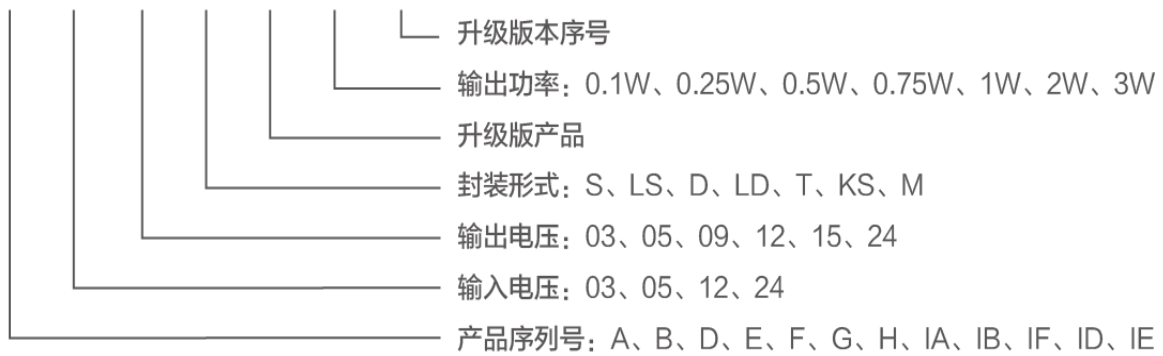 升级版本序号
输出功率：0.1W、0.25W、0.5W、0.75W、1W、2W、3W
升级版产品
封装形式：S、LS、D、LD、T、KS、M
输出电压：03、05、09、12、15、24
输入电压：03、05、12、24
产品序列号：A、B、D、E、F、G、H、IA、IB、IF、ID、IE